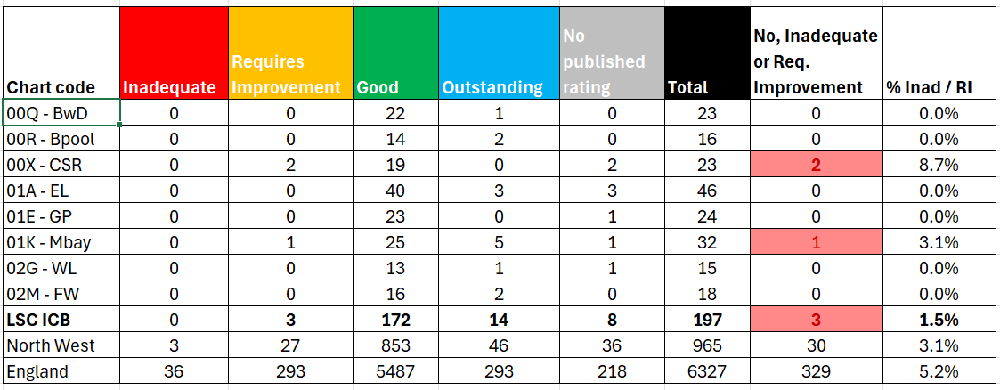 Chart code Inadequate Requires Improvement Good Outstanding No published rating Total No, Inadequate or Req. Improvement % Inad / RI
00Q - BwD 0 0 22 1 0 23 0 0.0%
00R - Bpool 0 0 14 2 0 16 0 0.0%
00X - CSR 0 2 19 0 2 23 2 8.7%
01A - EL 0 0 40 3 3 46 0 0.0%
01E - GP 0 0 23 0 1 24 0 0.0%
01K - Mbay 0 1 25 5 1 32 1 3.1%
02G - WL 0 0 13 1 1 15 0 0.0%
02M - FW 0 0 16 2 0 18 0 0.0%
LSC ICB 0 3 172 14 8 197 3 1.5%
North West 3 27 853 46 36 965 30 3.1%
England 36 293 5487 293 218 6327 329 5.2%